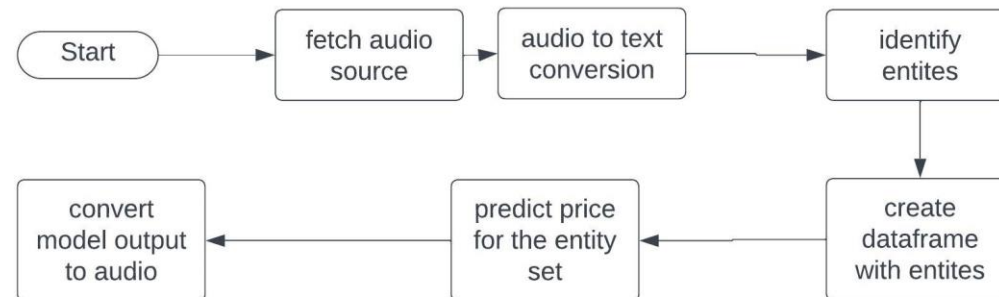 Start
fetch audio
source
audio to text
conversion
identify
entites
create
dataframe
with entites
predict price
for the entity
set
convert
model output
to audio